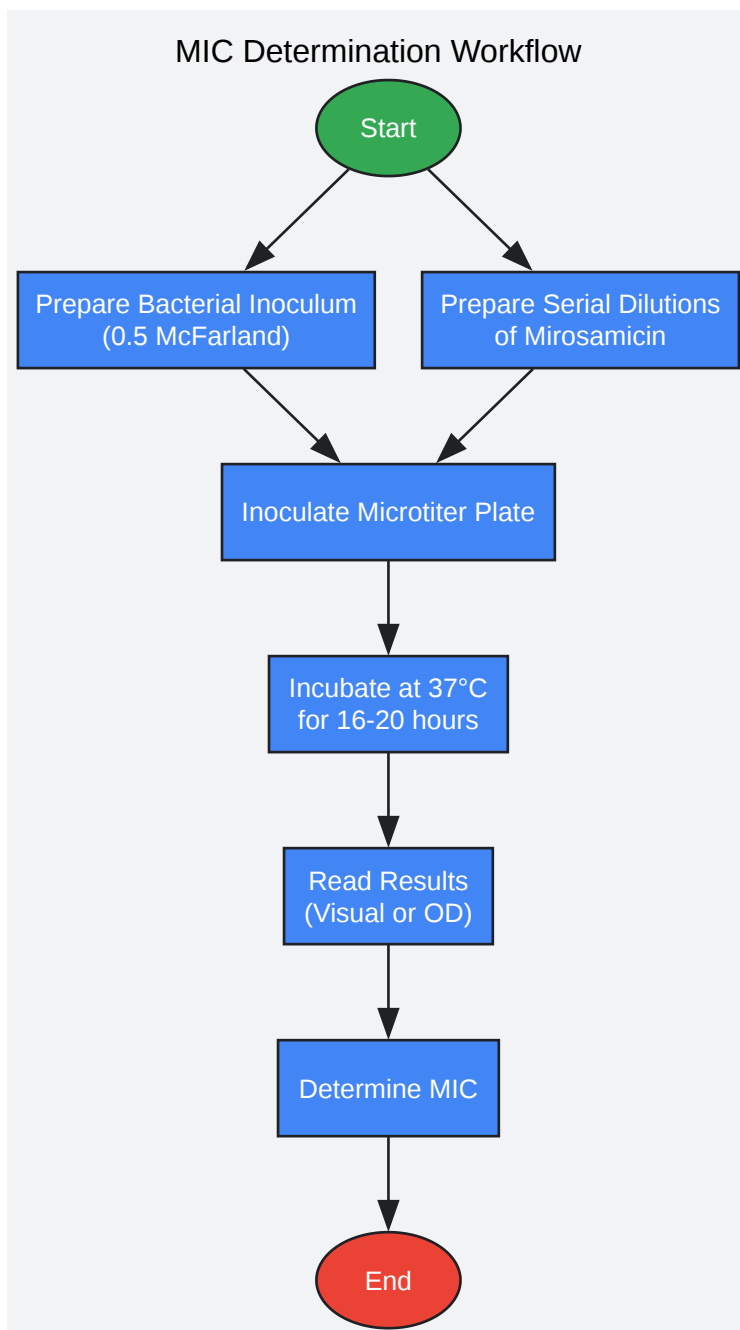 MIC Determination Workflow
Start
Prepare Bacterial Inoculum
(0.5 McFarland)
Prepare Serial Dilutions
of Mirosamicin
Inoculate Microtiter Plate
Incubate at 37°C
for 16-20 hours
Read Results
(Visual or OD)
Determine MIC
End